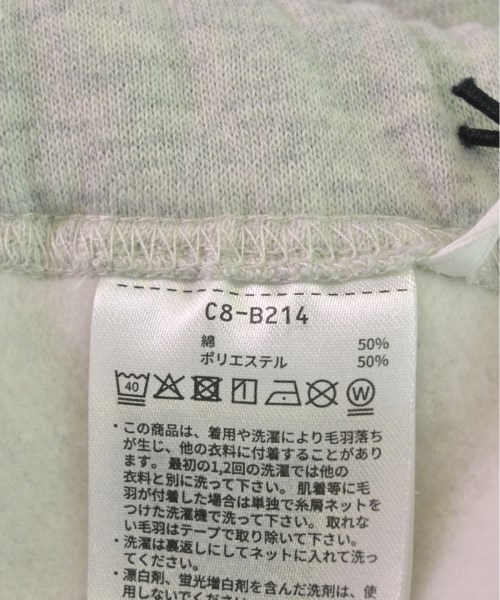 C8-B214
綿 50%
ポリエステル 50%
40 W
・この商品は、着用や洗濯により毛羽落ち
が生じ、他の衣料に付着することがあり
ます。 最初の1,2回の洗濯では他の
衣料と別に洗って下さい。 肌着等に毛
羽が付着した場合は単独で糸屑ネットを
つけた洗濯機で洗って下さい。 取れな
い毛羽はテープで取り除いて下さい。
・洗濯は裏返しにしてネットに入れて洗っ
てください。
・漂白剤、蛍光増白剤を含んだ洗剤は、使
用しないでください